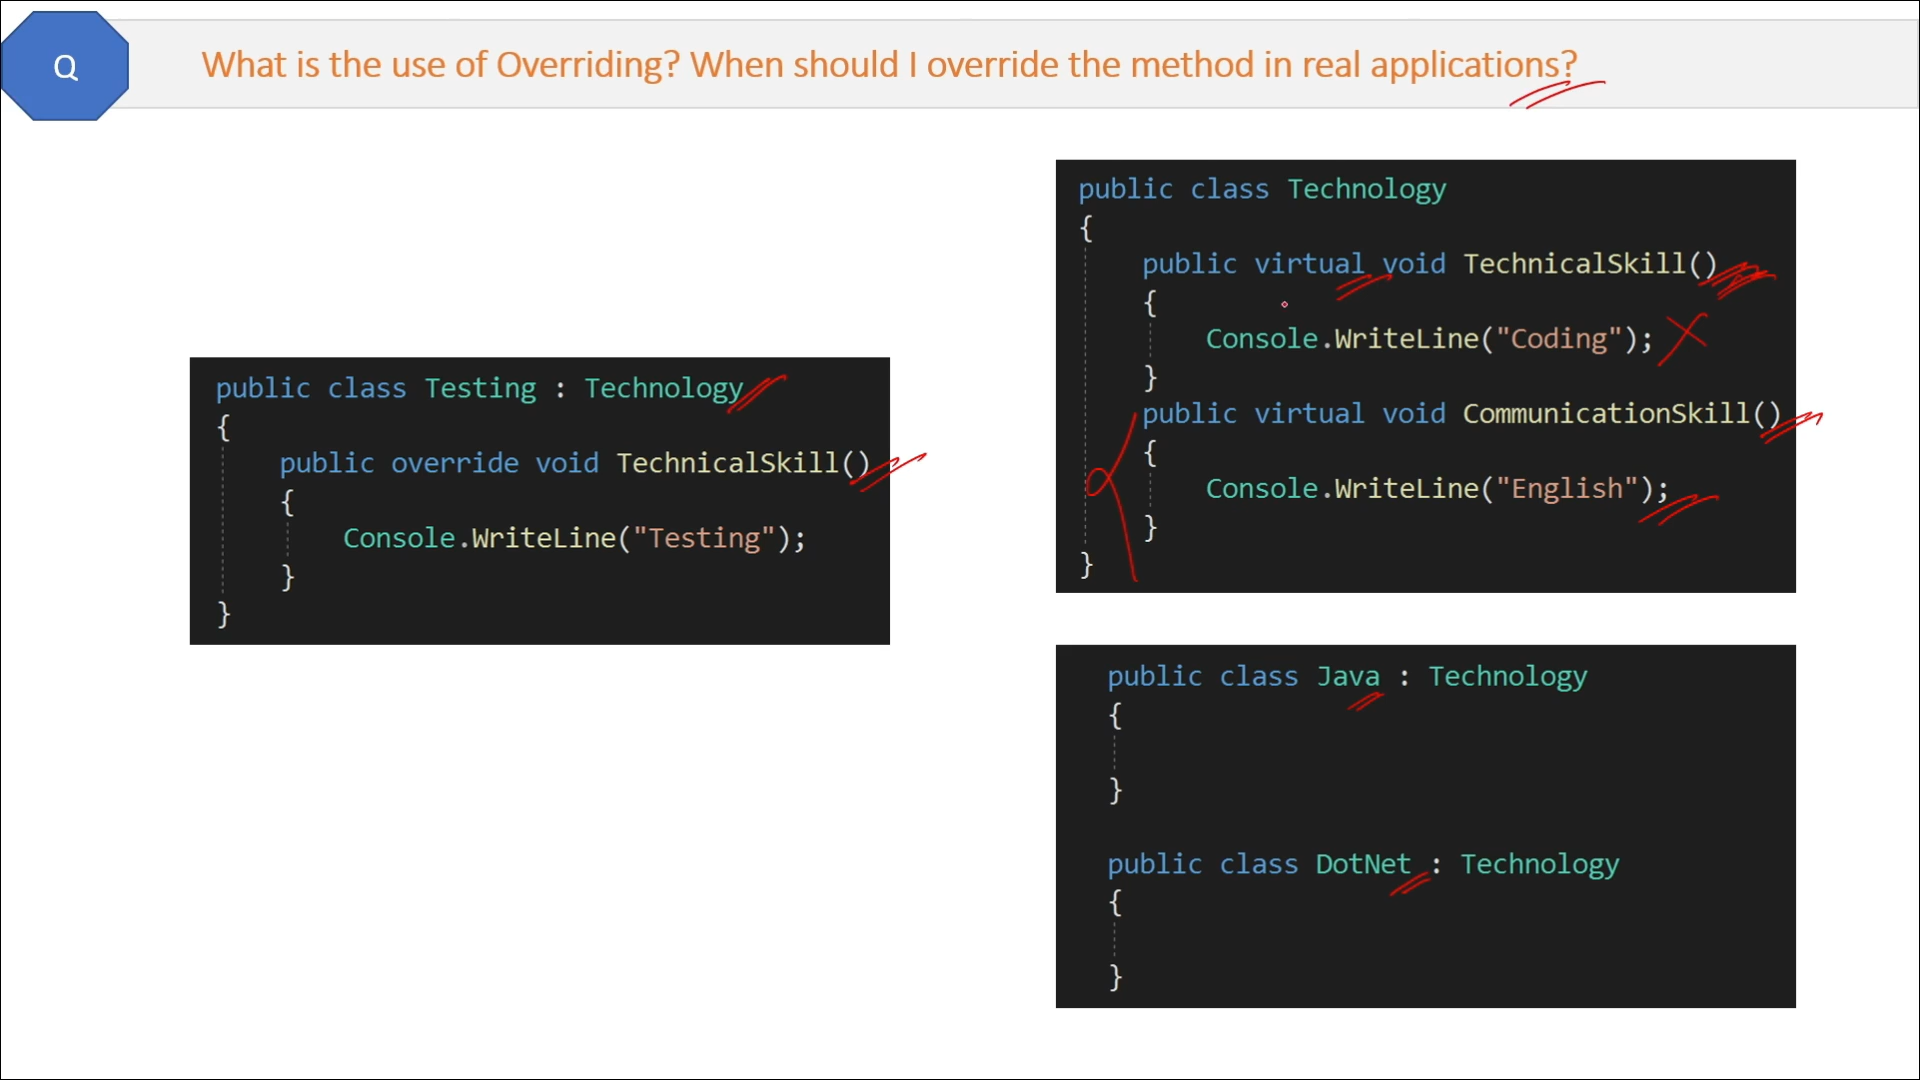 Q
What is the use of Overriding? When should I override the method in real applications?
public class Testing : Technology
{
public override void TechnicalSkill()
{
Console.WriteLine("Testing");
}
}
public class Technology
{
public virtual void TechnicalSkill()
{
Console.WriteLine("Coding");
}
public virtual void CommunicationSkill()
{
Console.WriteLine("English");
}
}
public class Java : Technology
{
}
public class DotNet : Technology
{
}